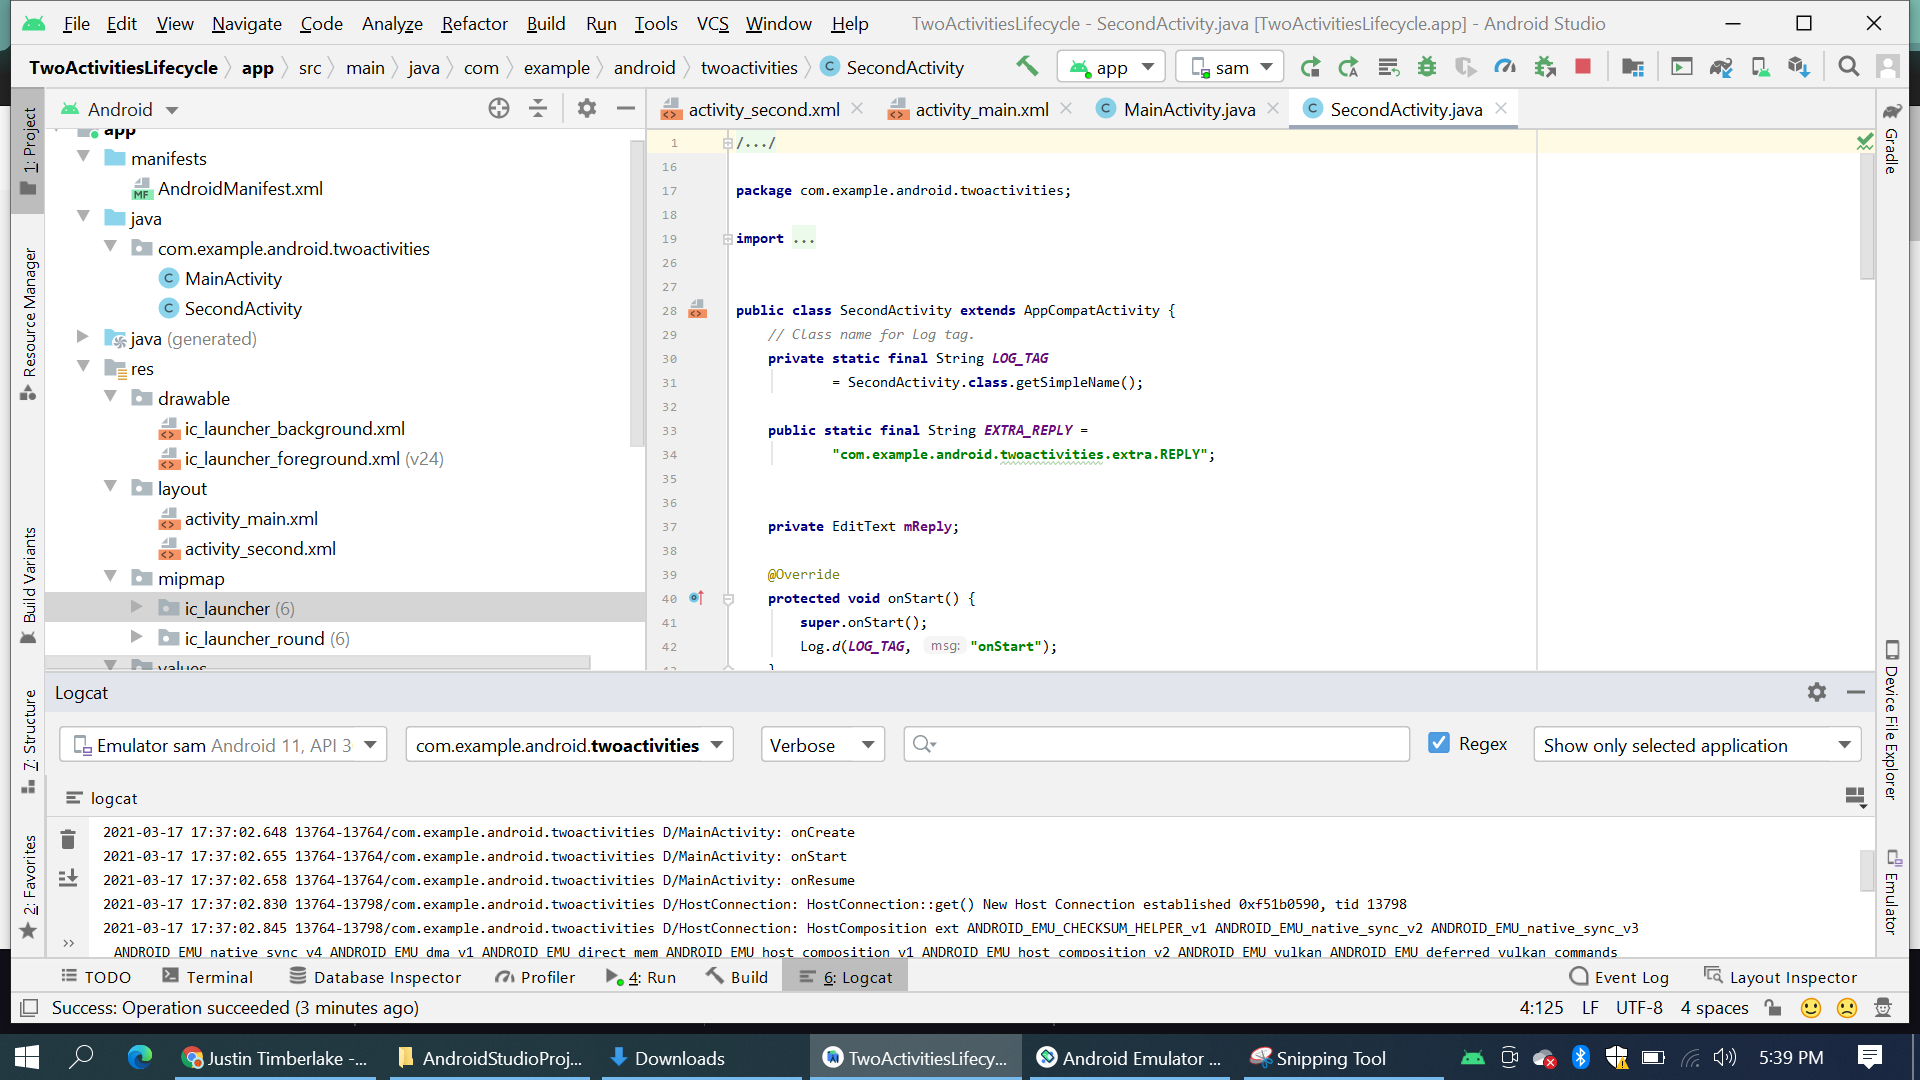 File Edit View Navigate Code Analyze Refactor Build Run Tools VCS Window Help TwoActivitiesLifecycle - SecondActivity.java [TwoActivitiesLifecycle.app] - Android Studio
TwoActivitiesLifecycle app src main java com example android twoactivities SecondActivity app sam
Android
activity_second.xml activity_main.xml MainActivity.java SecondActivity.java
app
manifests
AndroidManifest.xml
java
com.example.android.twoactivities
MainActivity
SecondActivity
java (generated)
res
drawable
ic_launcher_background.xml
ic_launcher_foreground.xml (v24)
layout
activity_main.xml
activity_second.xml
mipmap
ic_launcher (6)
ic_launcher_round (6)
values
1: Project
Resource Manager
Build Variants
7: Structure
2: Favorites
1 /.../
16
17 package com.example.android.twoactivities;
18
19 import ...
26
27
28 public class SecondActivity extends AppCompatActivity {
29 // Class name for Log tag.
30 private static final String LOG_TAG
31 = SecondActivity.class.getSimpleName();
32
33 public static final String EXTRA_REPLY =
34 "com.example.android.twoactivities.extra.REPLY";
35
36
37 private EditText mReply;
38
39 @Override
40 protected void onStart() {
41 super.onStart();
42 Log.d(LOG_TAG, msg: "onStart");
Gradle
Device File Explorer
Emulator
Logcat
Emulator sam Android 11, API 3 com.example.android.twoactivities Verbose Regex Show only selected application
logcat
2021-03-17 17:37:02.648 13764-13764/com.example.android.twoactivities D/MainActivity: onCreate
2021-03-17 17:37:02.655 13764-13764/com.example.android.twoactivities D/MainActivity: onStart
2021-03-17 17:37:02.658 13764-13764/com.example.android.twoactivities D/MainActivity: onResume
2021-03-17 17:37:02.830 13764-13798/com.example.android.twoactivities D/HostConnection: HostConnection::get() New Host Connection established 0xf51b0590, tid 13798
2021-03-17 17:37:02.845 13764-13798/com.example.android.twoactivities D/HostConnection: HostComposition ext ANDROID_EMU_CHECKSUM_HELPER_v1 ANDROID_EMU_native_sync_v2 ANDROID_EMU_native_sync_v3
ANDROID_EMU_native_sync_v4 ANDROID_EMU_dma_v1 ANDROID_EMU_direct_mem ANDROID_EMU_host_composition_v1 ANDROID_EMU_host_composition_v2 ANDROID_EMU_vulkan ANDROID_EMU_deferred_vulkan_commands
TODO Terminal Database Inspector Profiler 4: Run Build 6: Logcat Event Log Layout Inspector
Success: Operation succeeded (3 minutes ago) 4:125 LF UTF-8 4 spaces
Justin Timberlake -... AndroidStudioProj... Downloads TwoActivitiesLifecy... Android Emulator ... Snipping Tool 5:39 PM